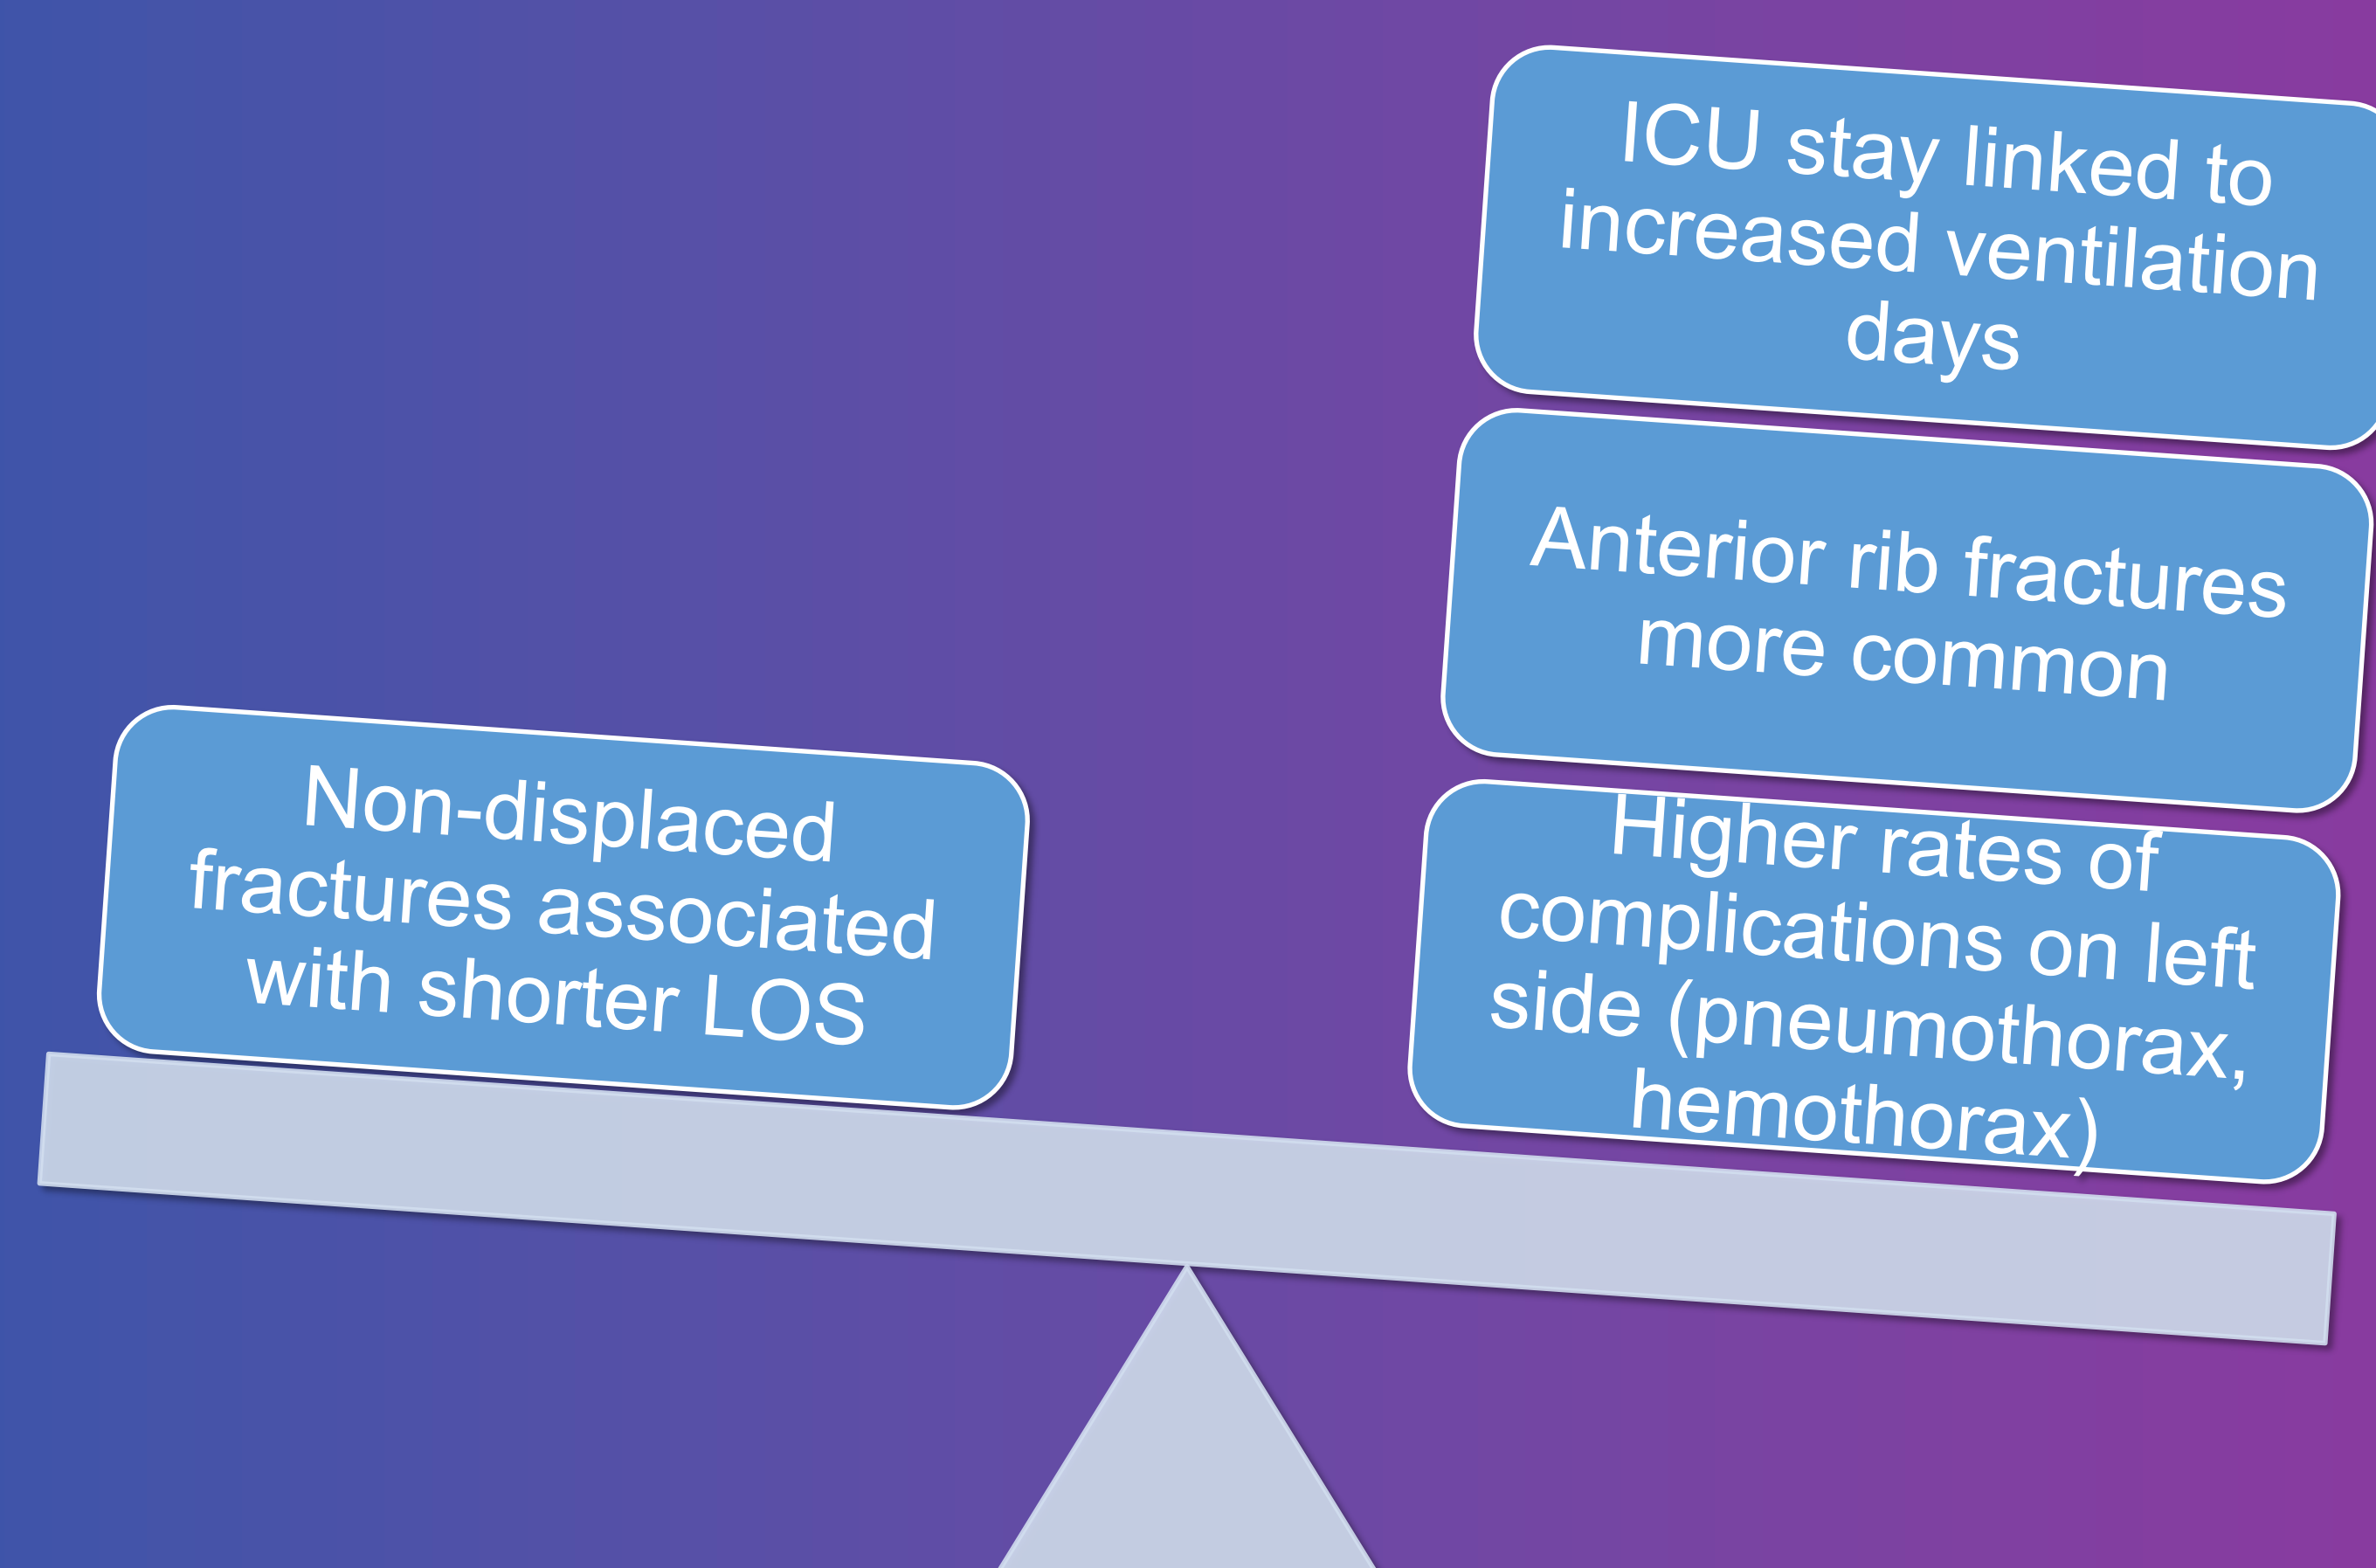 Non-displaced
fractures associated
with shorter LOS
ICU stay linked to
increased ventilation
days
Anterior rib fractures
more common
Higher rates of
complications on left
side (pneumothorax,
hemothorax)